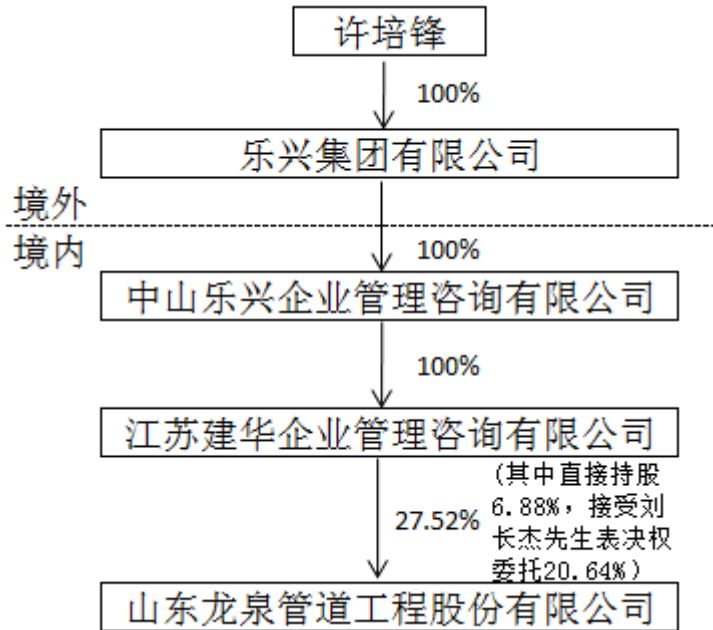 许培锋
100%
乐兴集团有限公司
境外
境内
100%
中山乐兴企业管理咨询有限公司
100%
江苏建华企业管理咨询有限公司
27.52%
(其中直接持股
6.88%，接受刘
长杰先生表决权
委托20.64%)
山东龙泉管道工程股份有限公司